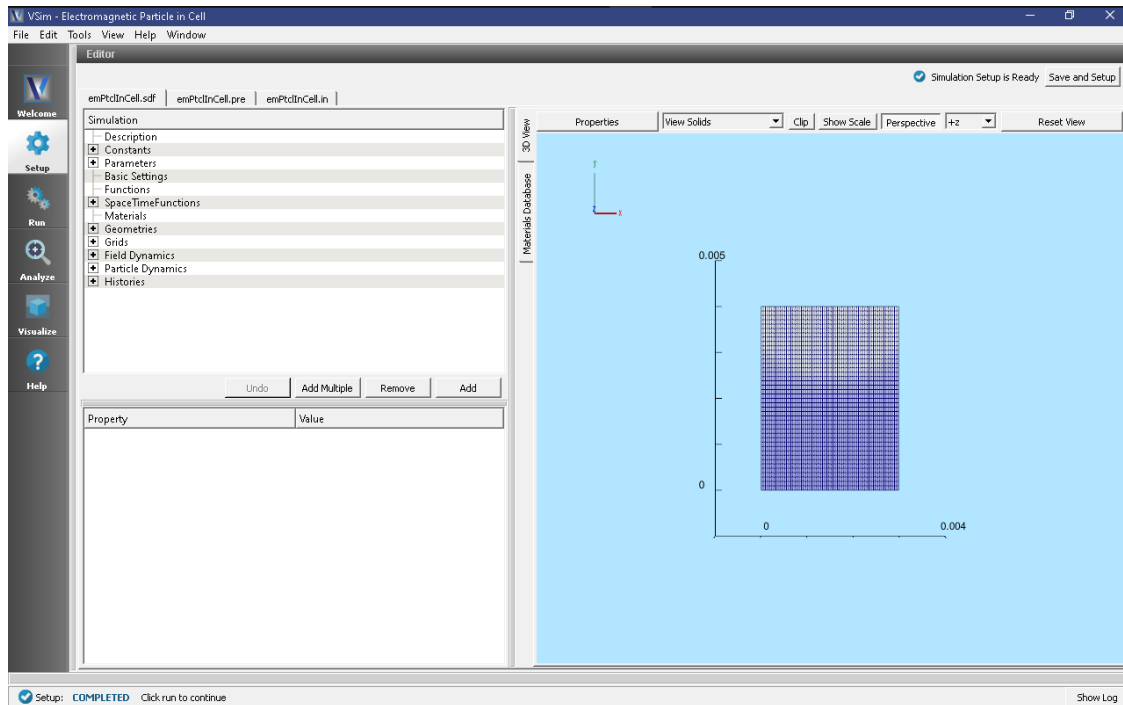 VSim - Electromagnetic Particle in Cell
File Edit Tools View Help Window
Editor
Simulation Setup is Ready Save and Setup
emPtclInCell.sdf emPtclInCell.pre emPtclInCell.in
Welcome
Setup
Run
Analyze
Visualize
Help
Simulation
Description
Constants
Parameters
Basic Settings
Functions
SpaceTimeFunctions
Materials
Geometries
Grids
Field Dynamics
Particle Dynamics
Histories
Undo Add Multiple Remove Add
Property Value
3D View
Materials Database
Properties View Solids Clip Show Scale Perspective +z Reset View
Y
Z X
0.005
0
0 0.004
Setup: COMPLETED Click run to continue Show Log